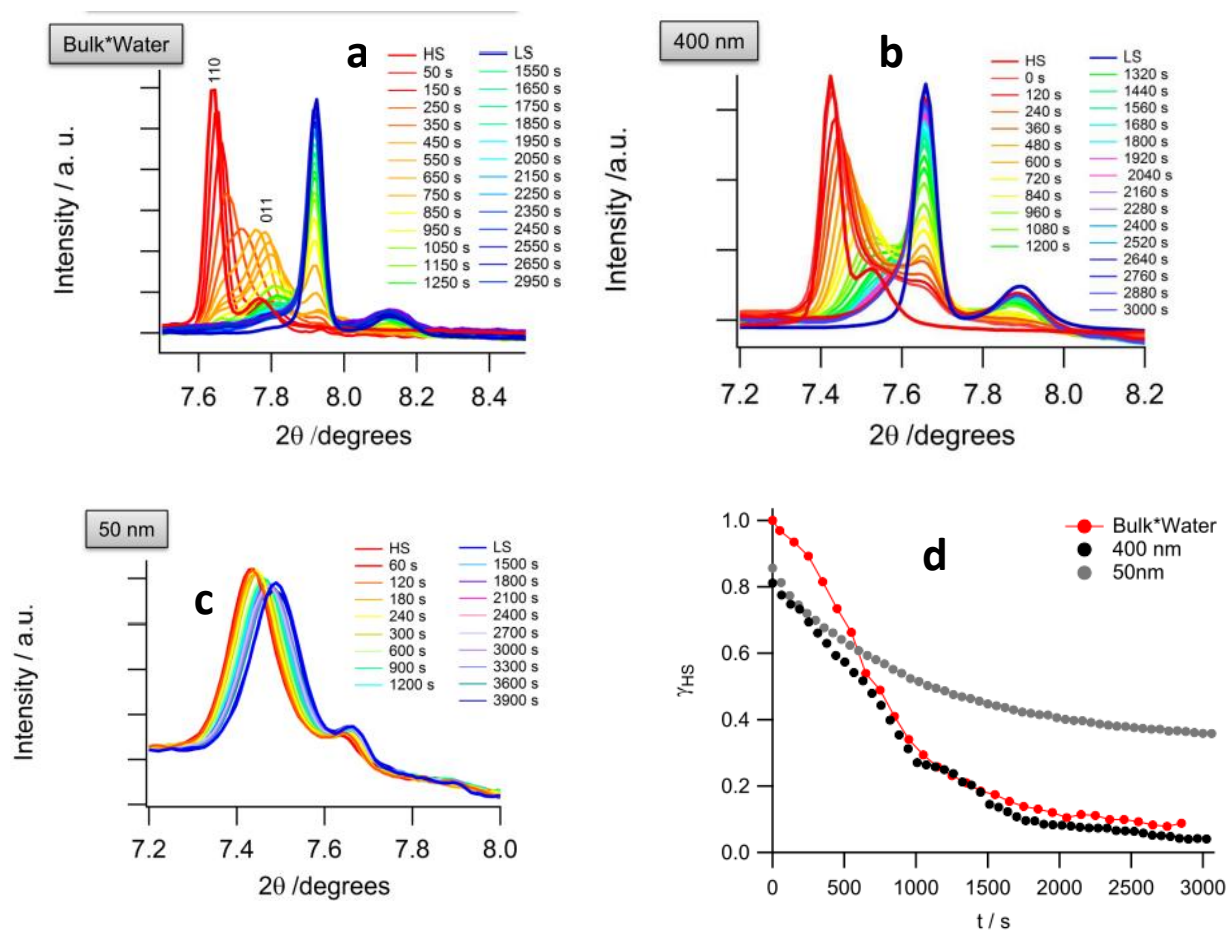 Bulk*Water
a
110
011
HS
50 s
150 s
250 s
350 s
450 s
550 s
650 s
750 s
850 s
950 s
1050 s
1150 s
1250 s
LS
1550 s
1650 s
1750 s
1850 s
1950 s
2050 s
2150 s
2250 s
2350 s
2450 s
2550 s
2650 s
2950 s
Intensity / a. u.
7.6 7.8 8.0 8.2 8.4
2θ /degrees
400 nm
b
HS
0 s
120 s
240 s
360 s
480 s
600 s
720 s
840 s
960 s
1080 s
1200 s
LS
1320 s
1440 s
1560 s
1680 s
1800 s
1920 s
2040 s
2160 s
2280 s
2400 s
2520 s
2640 s
2760 s
2880 s
3000 s
Intensity /a.u.
7.2 7.4 7.6 7.8 8.0 8.2
2θ /degrees
50 nm
c
HS
60 s
120 s
180 s
240 s
300 s
600 s
900 s
1200 s
LS
1500 s
1800 s
2100 s
2400 s
2700 s
3000 s
3300 s
3600 s
3900 s
Intensity / a.u.
7.2 7.4 7.6 7.8 8.0
2θ /degrees
d
Bulk*Water
400 nm
50nm
1.0
0.8
0.6
0.4
0.2
0.0
γHS
0 500 1000 1500 2000 2500 3000
t / s